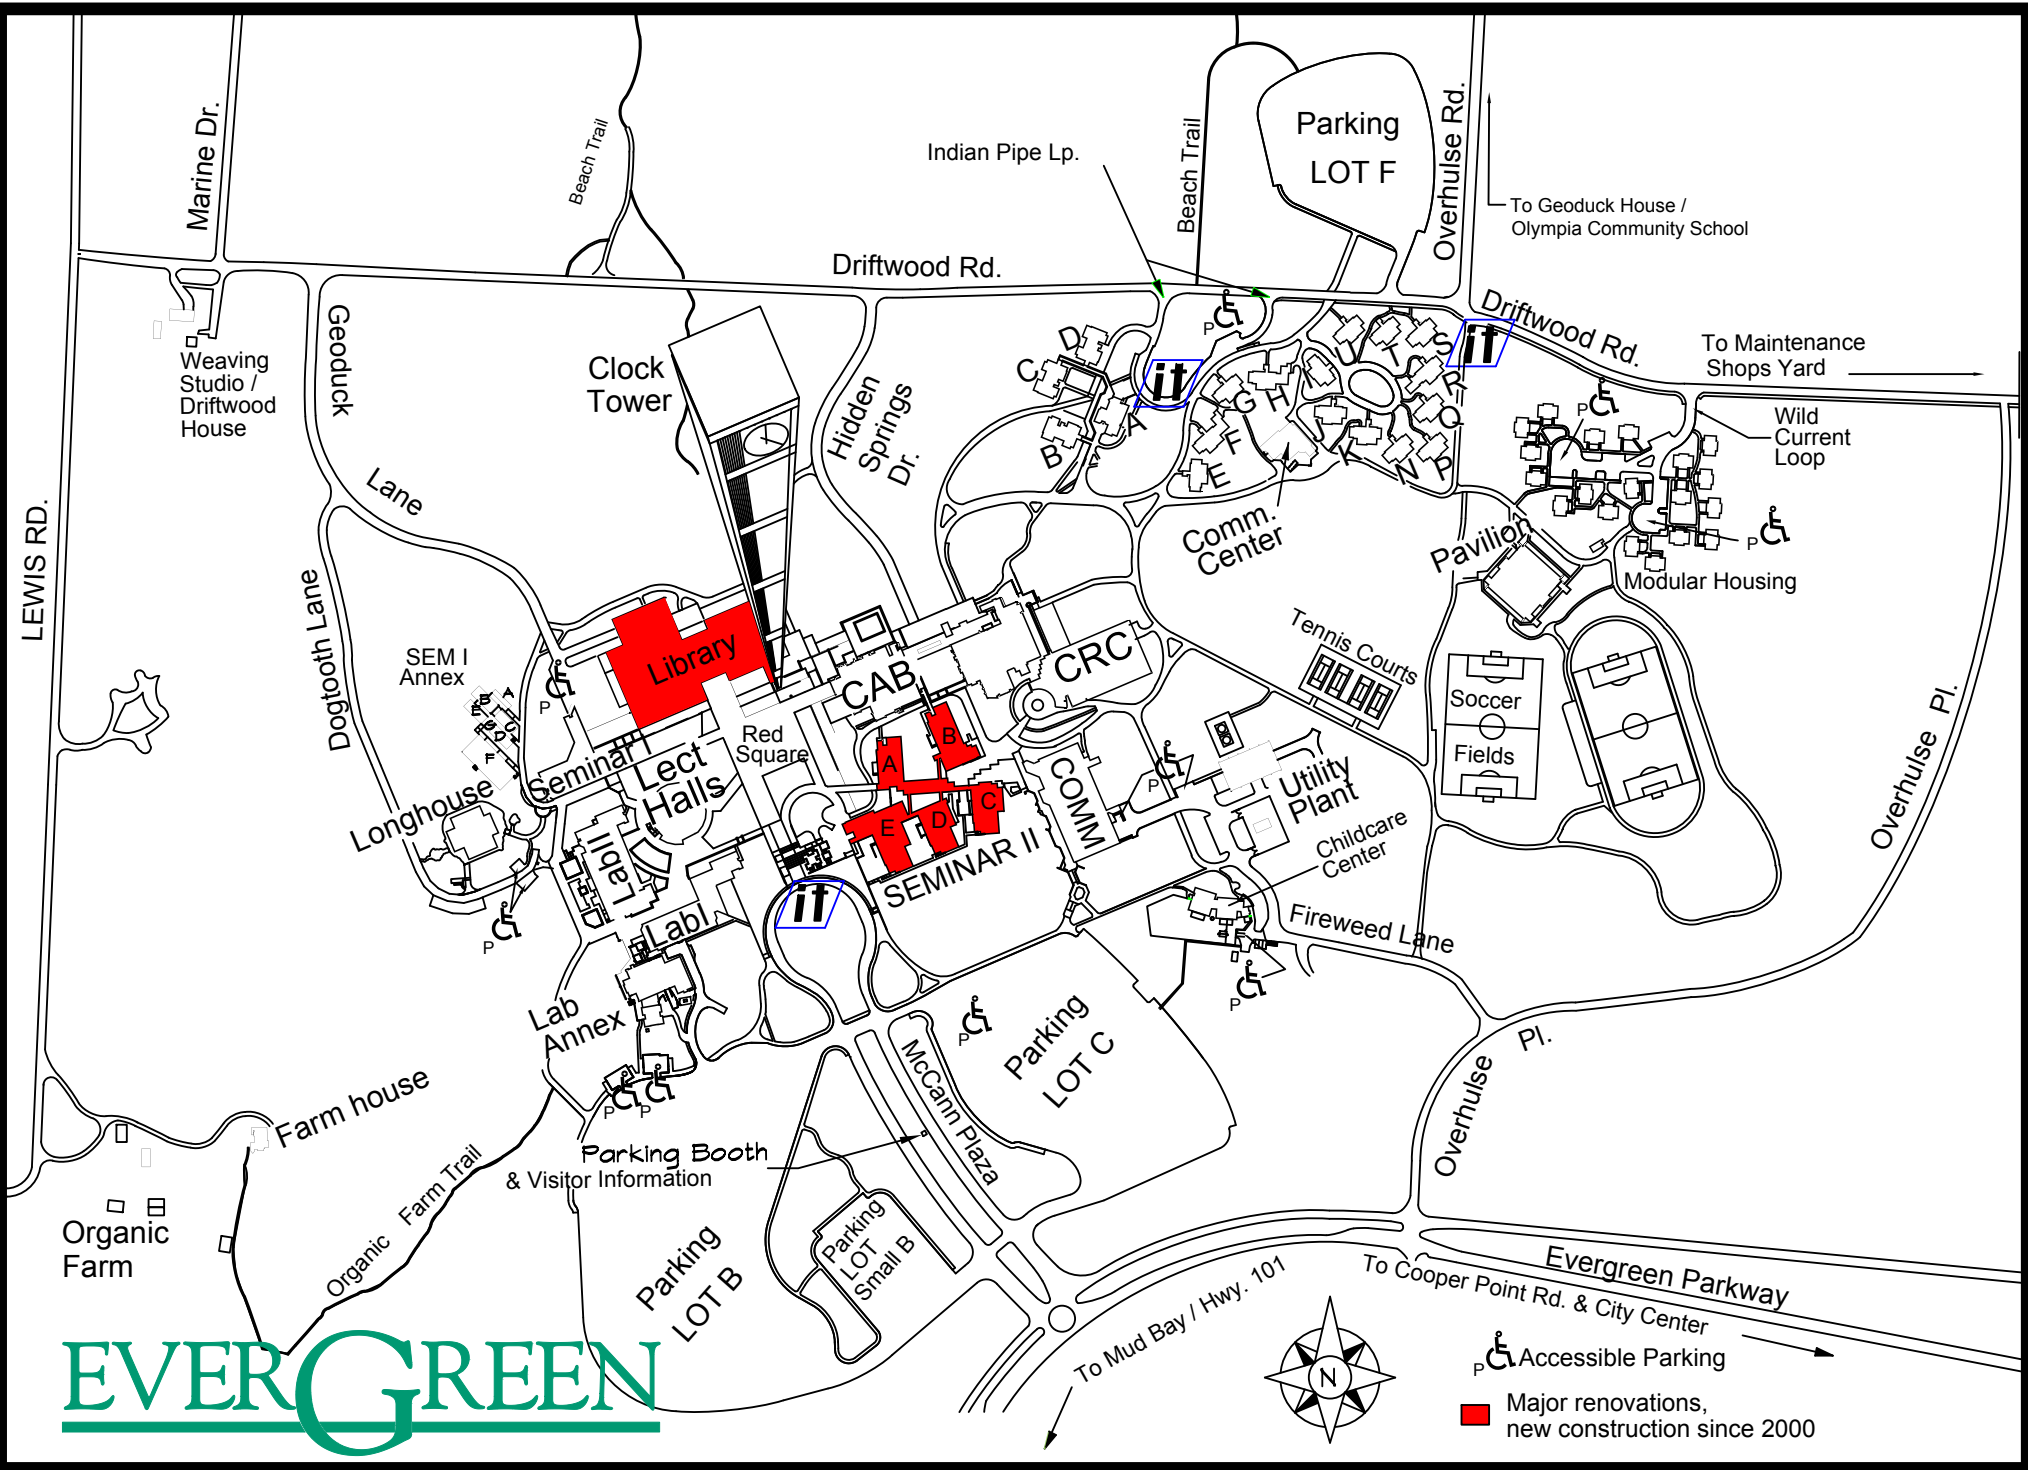 Marine Dr.
Beach Trail
Indian Pipe Lp.
Beach Trail
Parking
LOT F
Overhulse Rd.
To Geoduck House /
Olympia Community School
Driftwood Rd.
Driftwood Rd.
To Maintenance
Shops Yard
Weaving
Studio /
Driftwood
House
Geoduck
Lane
Clock
Tower
Hidden
Springs
Dr.
P
D
C
B
A
it
G
H
I
U
T
S
R
Q
F
E
J
K
N
P
it
P
Wild
Current
Loop
Comm.
Center
Pavilion
P
Modular Housing
LEWIS RD.
Dogtooth Lane
SEM I
Annex
A
B
E
G
C
D
F
P
Library
CAB
CRC
Tennis Courts
Soccer
Fields
Overhulse Pl.
Red
Square
Seminar
Lect
Halls
A
B
C
D
E
SEMINAR II
COMM
P
Utility
Plant
Childcare
Center
Longhouse
LabII
LabI
it
P
Fireweed Lane
P
Lab
Annex
P
P
P
Parking
LOT C
McCann Plaza
Overhulse Pl.
Farm house
Organic Farm Trail
Parking Booth
& Visitor Information
Organic
Farm
Parking
LOT B
Parking
LOT
Small B
To Mud Bay / Hwy. 101
Evergreen Parkway
To Cooper Point Rd. & City Center
EVERGREEN
N
P Accessible Parking
Major renovations,
new construction since 2000